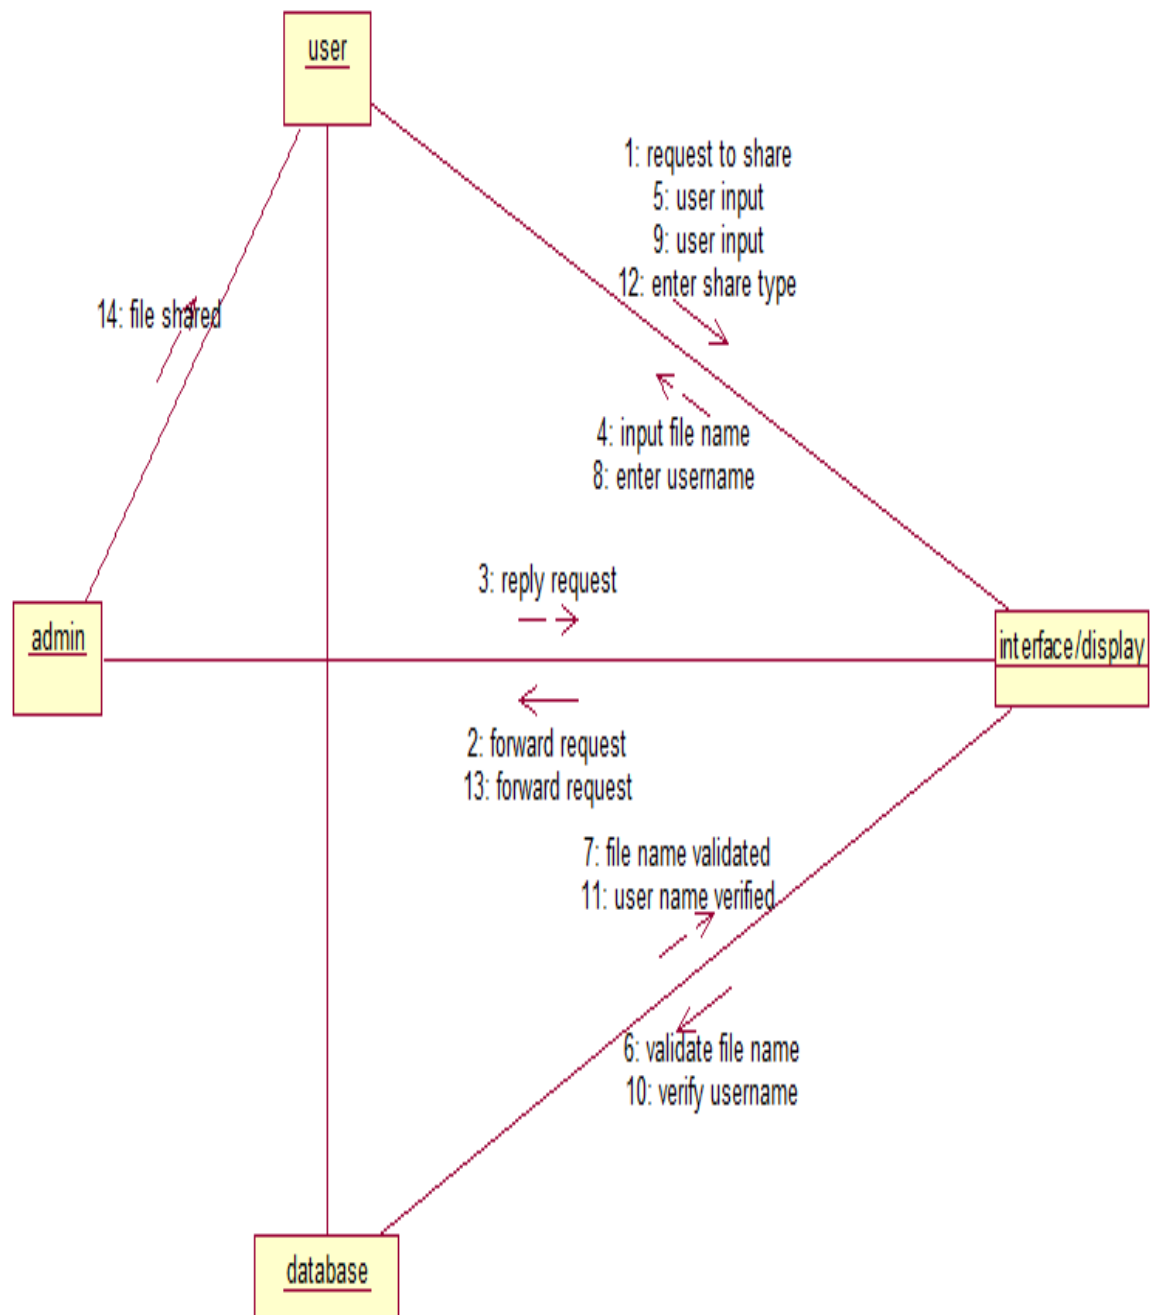 user
1: request to share
5: user input
9: user input
12: enter share type
14: file shared
4: input file name
8: enter username
3: reply request
admin
interface/display
2: forward request
13: forward request
7: file name validated
11: user name verified
6: validate file name
10: verify username
database